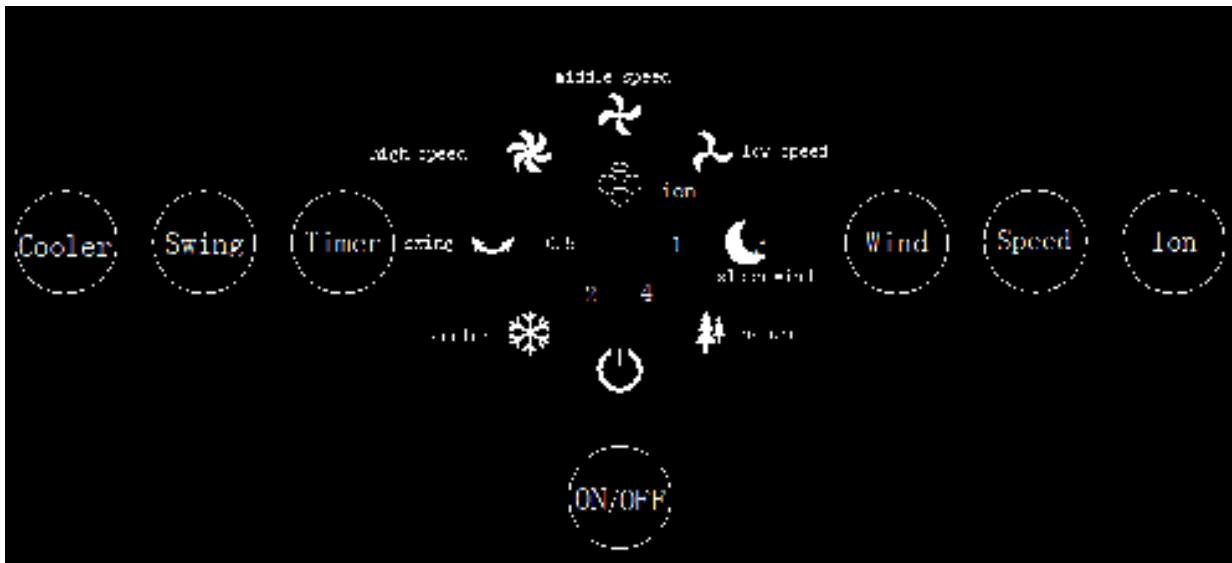 middle speed
high speed
low speed
ion
Cooler
Swing
Timer
swing
0.5
1
Wind
Speed
Ion
2
4
ON/OFF